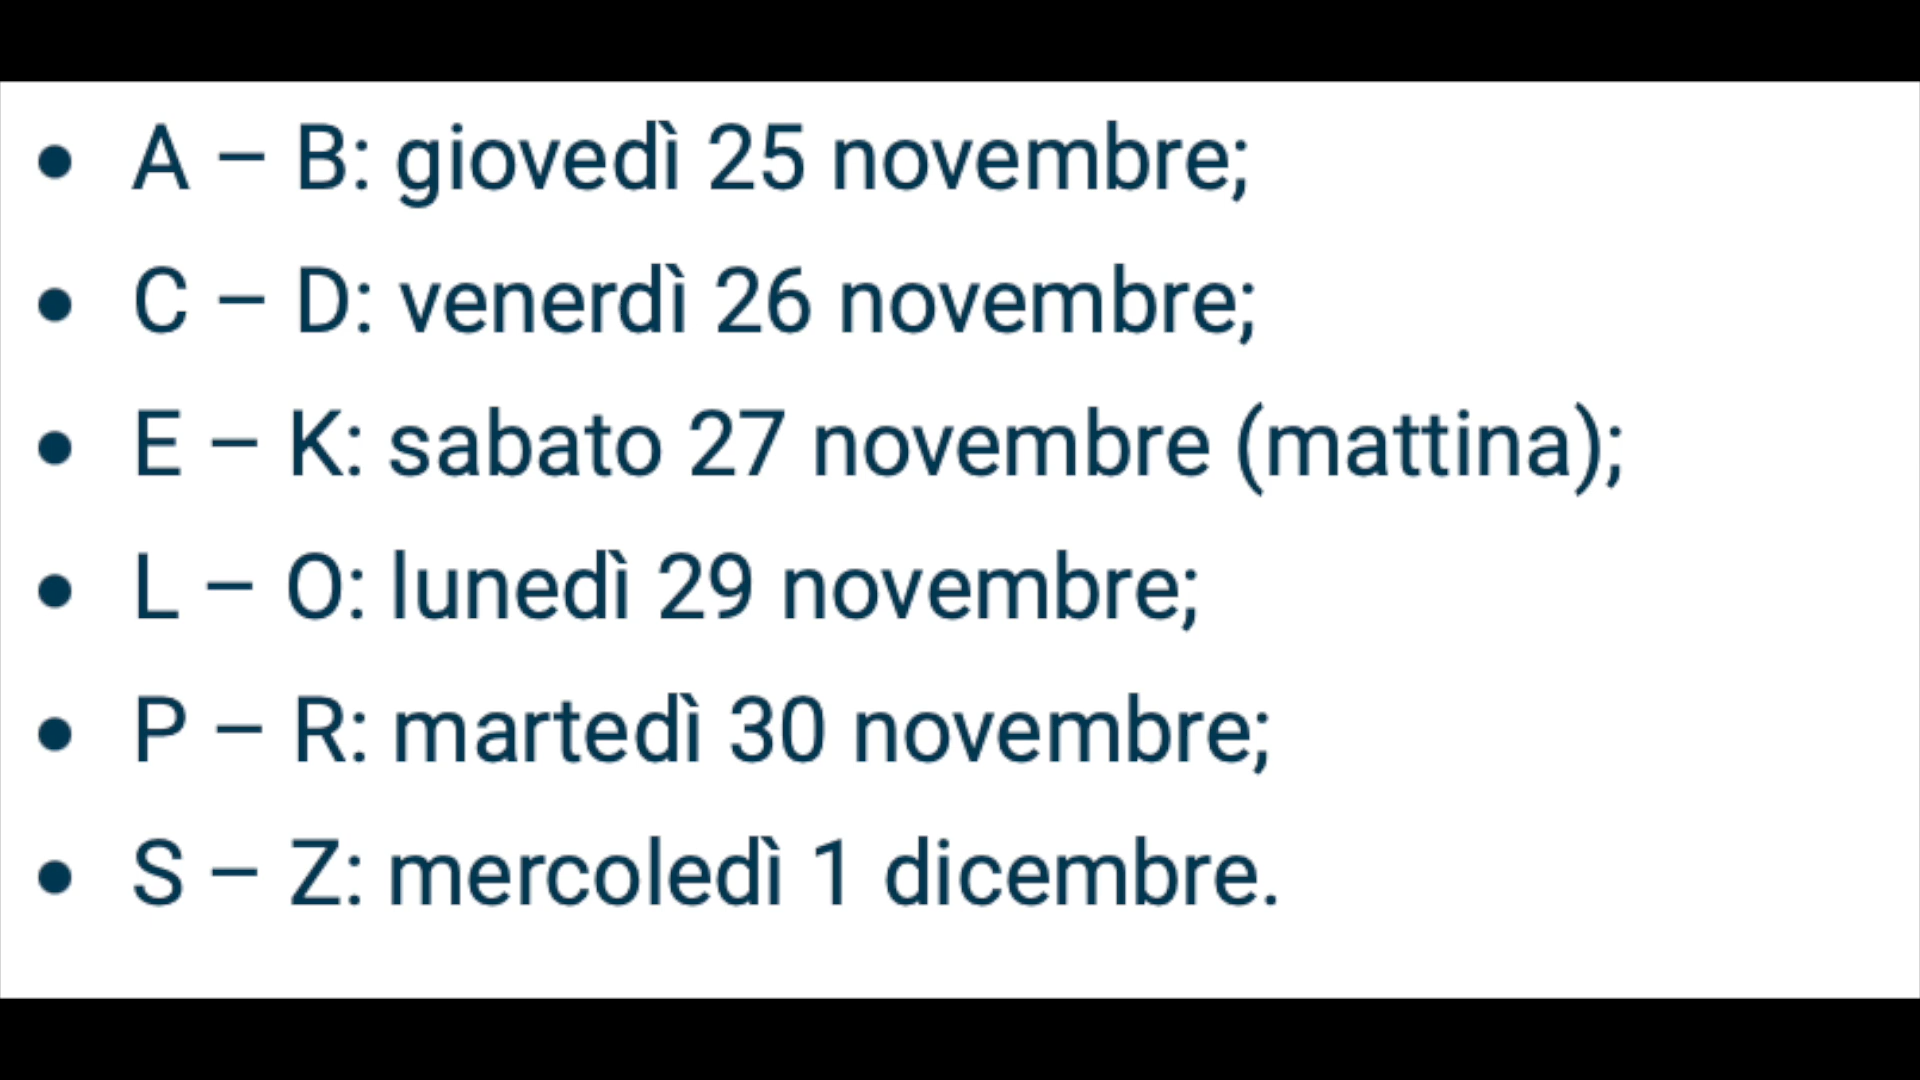 • A – B: giovedì 25 novembre;
• C – D: venerdì 26 novembre;
• E – K: sabato 27 novembre (mattina);
• L – O: lunedì 29 novembre;
• P – R: martedì 30 novembre;
• S – Z: mercoledì 1 dicembre.